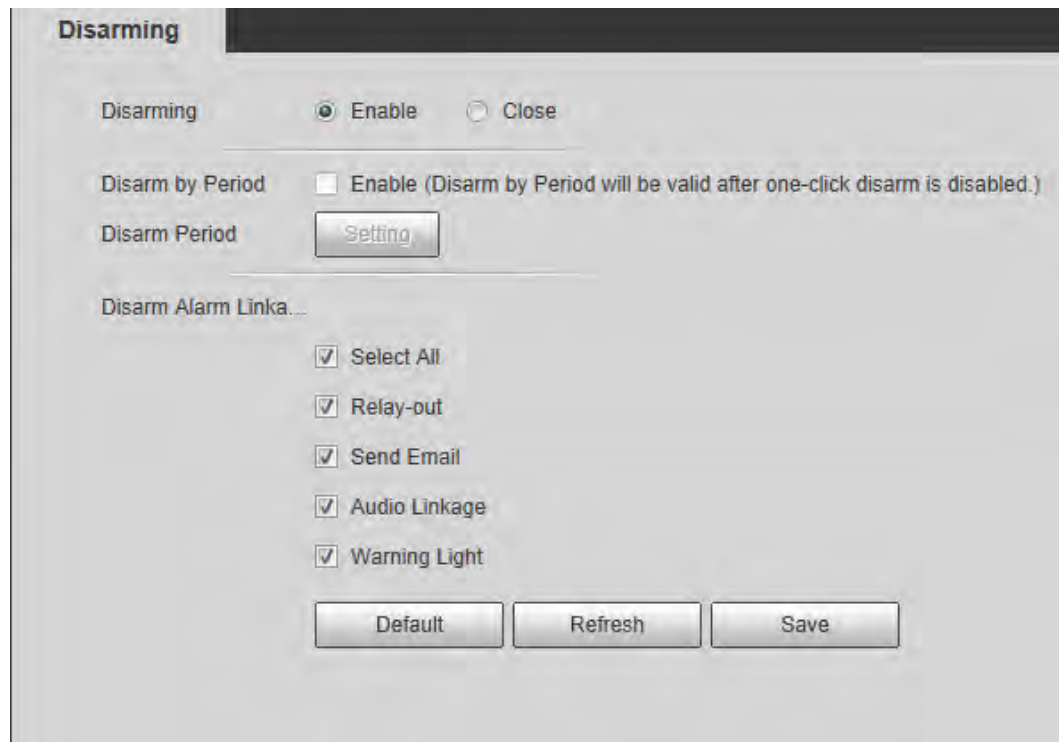 Disarming
Disarming Enable Close
Disarm by Period Enable (Disarm by Period will be valid after one-click disarm is disabled.)
Disarm Period Setting
Disarm Alarm Linka...
Select All
Relay-out
Send Email
Audio Linkage
Warning Light
Default Refresh Save